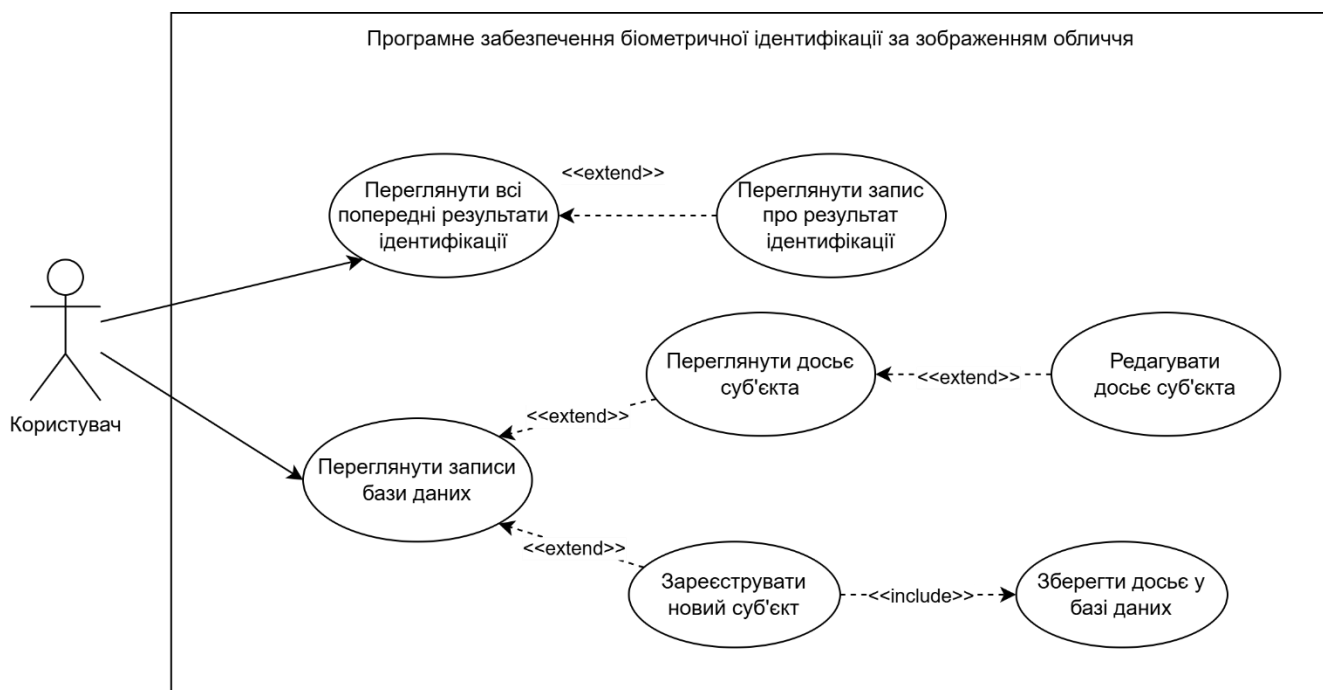 Програмне забезпечення біометричної ідентифікації за зображенням обличчя
<<extend>>
Переглянути всі
попередні результати
ідентифікації
Переглянути запис
про результат
ідентифікації
Переглянути досьє
суб'єкта
<<extend>>
Редагувати
досьє суб'єкта
<<extend>>
Користувач
Переглянути записи
бази даних
<<extend>>
Зареєструвати
новий суб'єкт
<<include>>
Зберегти досьє у
базі даних